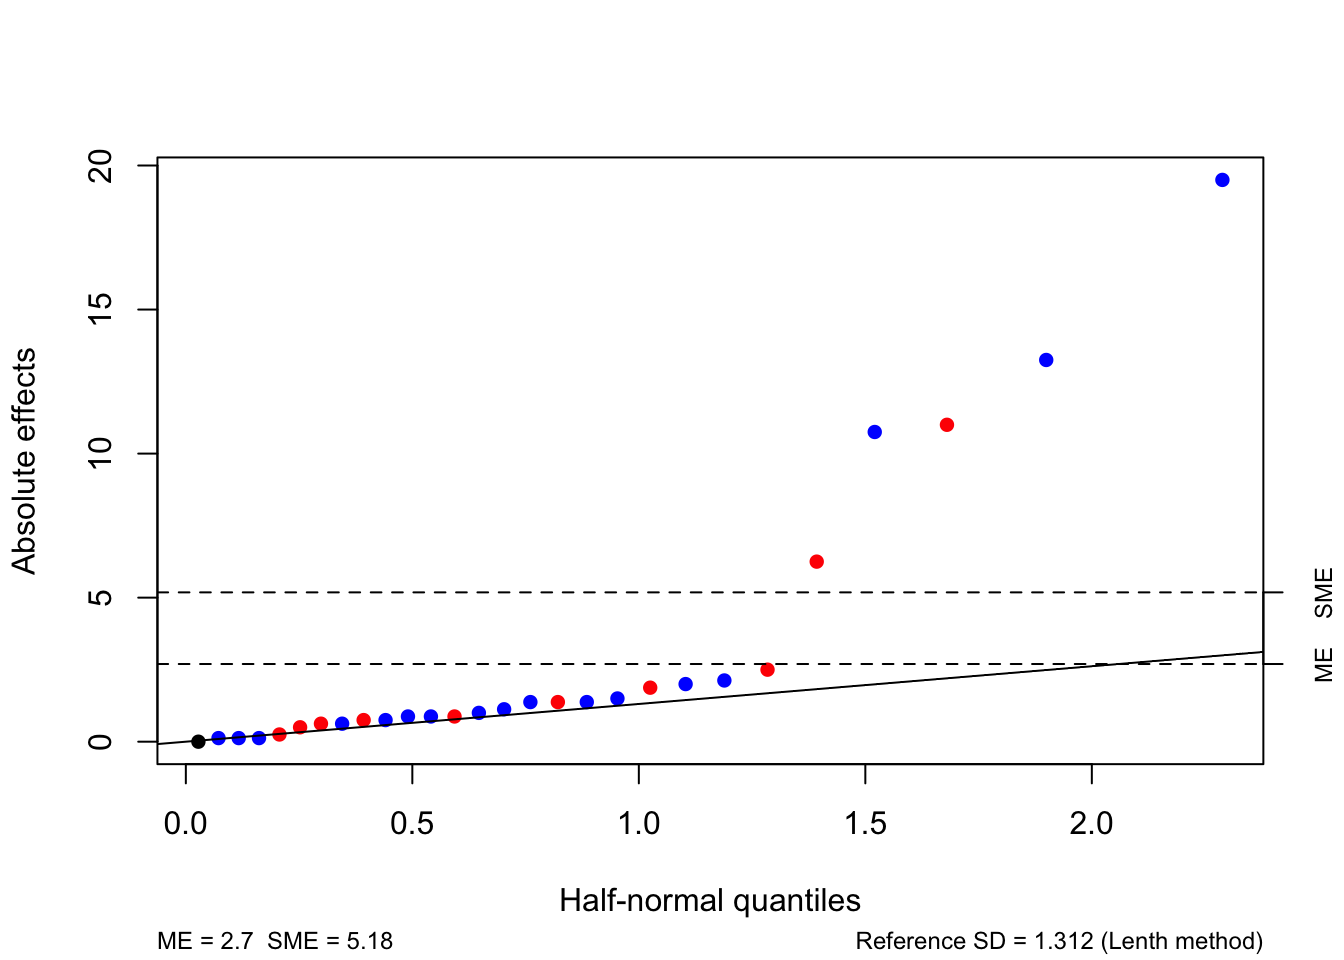 20
15
10
5
0
Absolute effects
SME
ME
0.0 0.5 1.0 1.5 2.0
Half-normal quantiles
ME = 2.7  SME = 5.18
Reference SD = 1.312 (Lenth method)